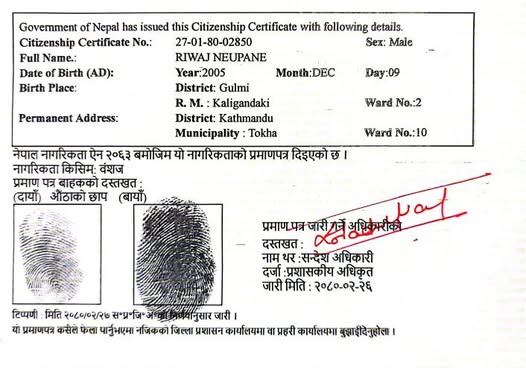 Government of Nepal has issued this Citizenship Certificate with following details.
Citizenship Certificate No.: 27-01-80-02850 Sex: Male
Full Name.: RIWAJ NEUPANE
Date of Birth (AD): Year:2005 Month:DEC Day:09
Birth Place: District: Gulmi
R. M. : Kaligandaki Ward No.:2
Permanent Address: District: Kathmandu
Municipality : Tokha Ward No.:10
नेपाल नागरिकता ऐन २०६३ बमोजिम यो नागरिकताको प्रमाणपत्र दिइएको छ ।
नागरिकता किसिम: वंशज
प्रमाण पत्र बाहकको दस्तखत :
(दायाँ) औंठाको छाप (बायाँ)
प्रमाण पत्र जारी गर्ने अधिकारीको
दस्तखत :
नाम थर : सन्देश अधिकारी
दर्जा : प्रशासकीय अधिकृत
जारी मिति : २०८०-०२-२६
टिप्पणी : मिति २०८०/०२/२७ स॰प्र॰जि॰अ॰को निर्णयानुसार जारी ।
यो प्रमाणपत्र कसैले फेला पार्नुभएमा नजिकको जिल्ला प्रशासन कार्यालयमा वा प्रहरी कार्यालयमा बुझाईदिनुहोला ।